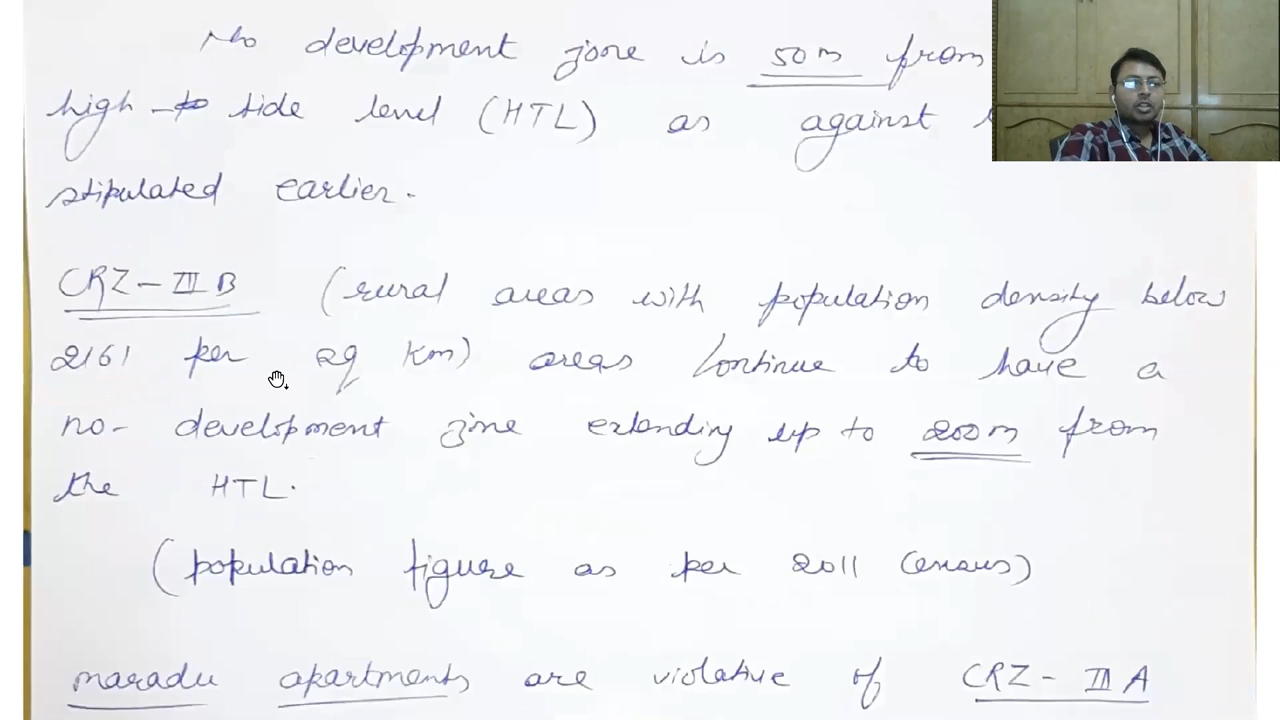 No development zone is 50m from
high to tide level (HTL) as against
stipulated earlier.
CRZ-III B (rural areas with population density below
2161 per sq km) areas continue to have a
no- development zone extending up to 200m from
the HTL.
(population figure as per 2011 Census)
maradu apartments are violative of CRZ- III A